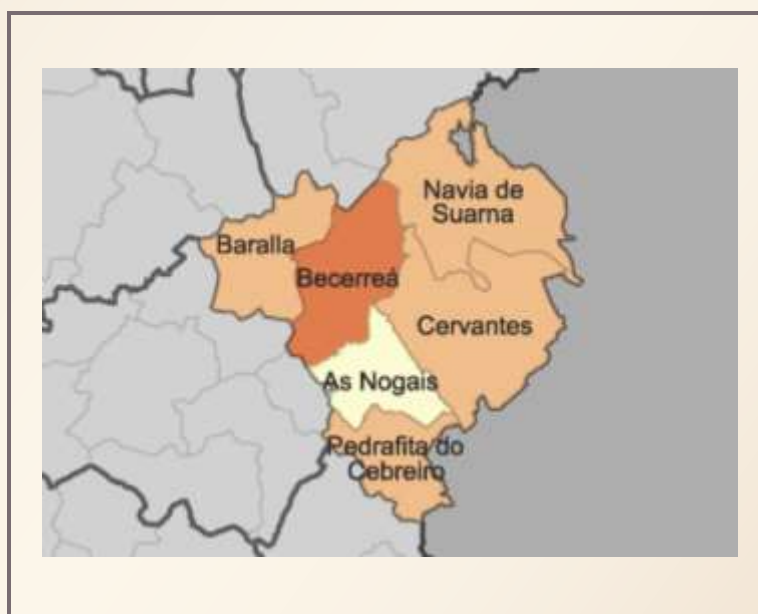 Navia de
Suarna
Baralla
Becerreá
Cervantes
As Nogais
Pedrafita do
Cebreiro